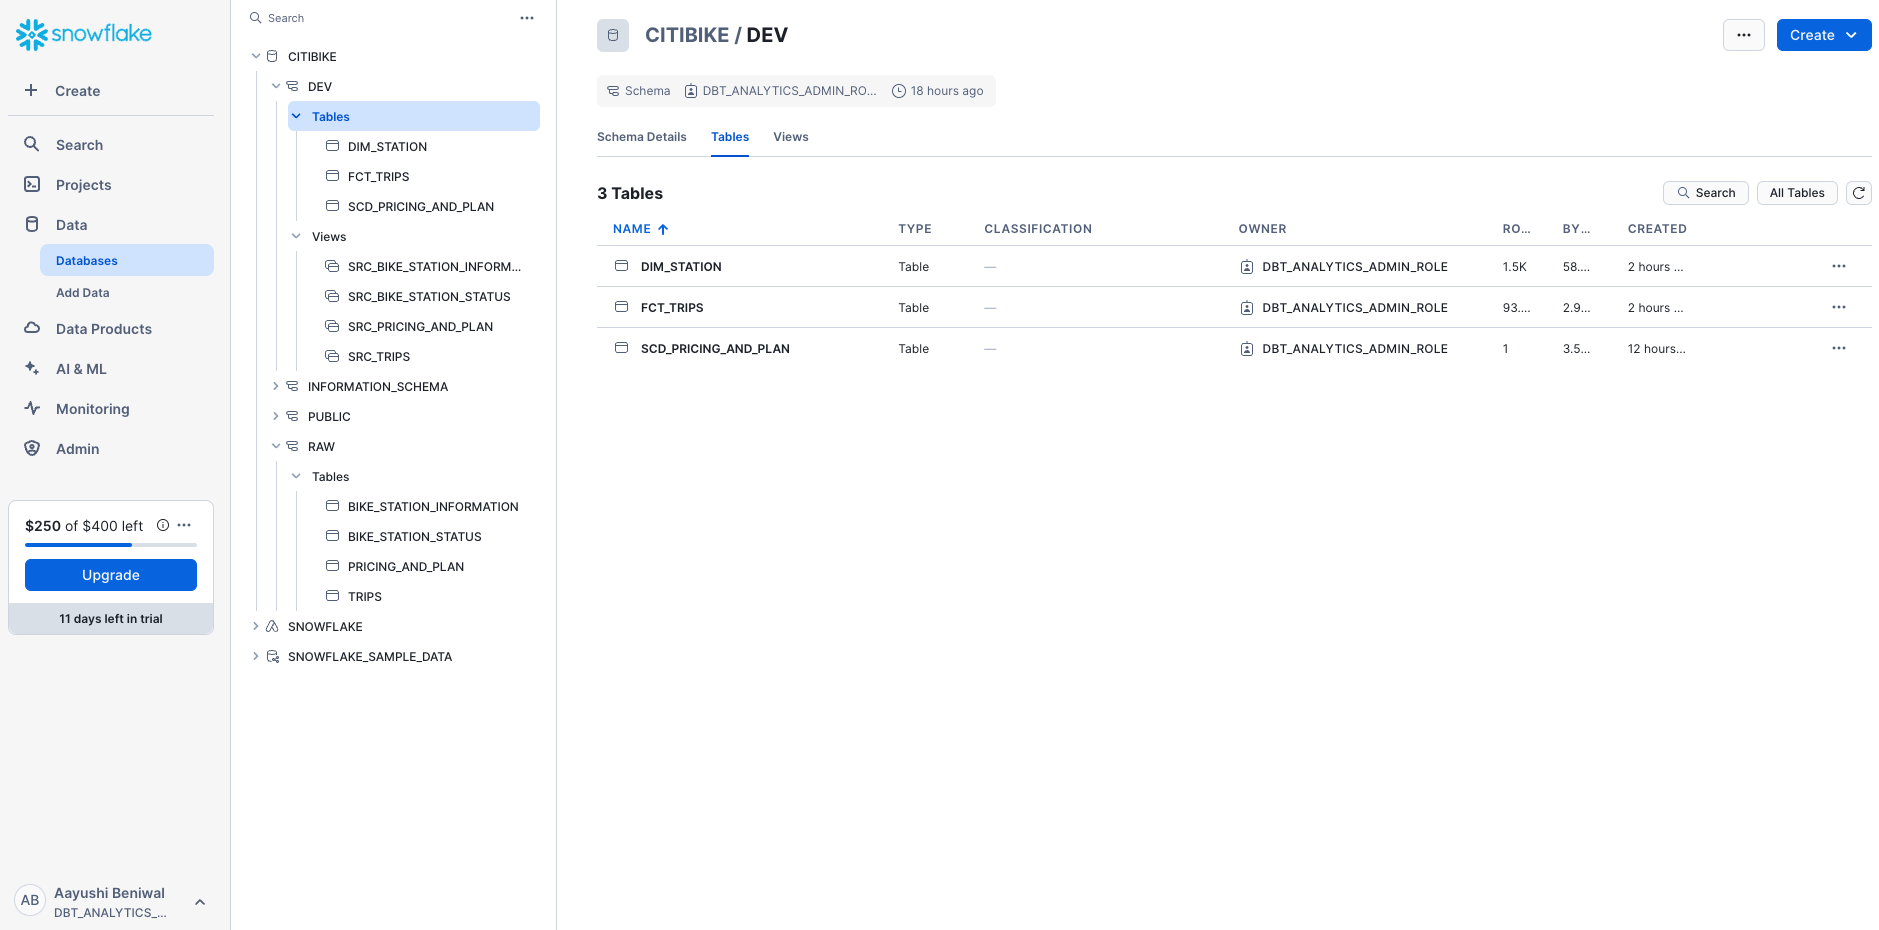 snowflake
Create
Search
Projects
Data
Databases
Add Data
Data Products
AI & ML
Monitoring
Admin
$250 of $400 left
Upgrade
11 days left in trial
AB
Aayushi Beniwal
DBT_ANALYTICS_...
Search
CITIBIKE
DEV
Tables
DIM_STATION
FCT_TRIPS
SCD_PRICING_AND_PLAN
Views
SRC_BIKE_STATION_INFORM...
SRC_BIKE_STATION_STATUS
SRC_PRICING_AND_PLAN
SRC_TRIPS
INFORMATION_SCHEMA
PUBLIC
RAW
Tables
BIKE_STATION_INFORMATION
BIKE_STATION_STATUS
PRICING_AND_PLAN
TRIPS
SNOWFLAKE
SNOWFLAKE_SAMPLE_DATA
CITIBIKE / DEV
Create
Schema DBT_ANALYTICS_ADMIN_RO... 18 hours ago
Schema Details Tables Views
3 Tables
Search All Tables
NAME TYPE CLASSIFICATION OWNER RO... BY... CREATED
DIM_STATION Table — DBT_ANALYTICS_ADMIN_ROLE 1.5K 58.... 2 hours ...
FCT_TRIPS Table — DBT_ANALYTICS_ADMIN_ROLE 93.... 2.9... 2 hours ...
SCD_PRICING_AND_PLAN Table — DBT_ANALYTICS_ADMIN_ROLE 1 3.5... 12 hours...